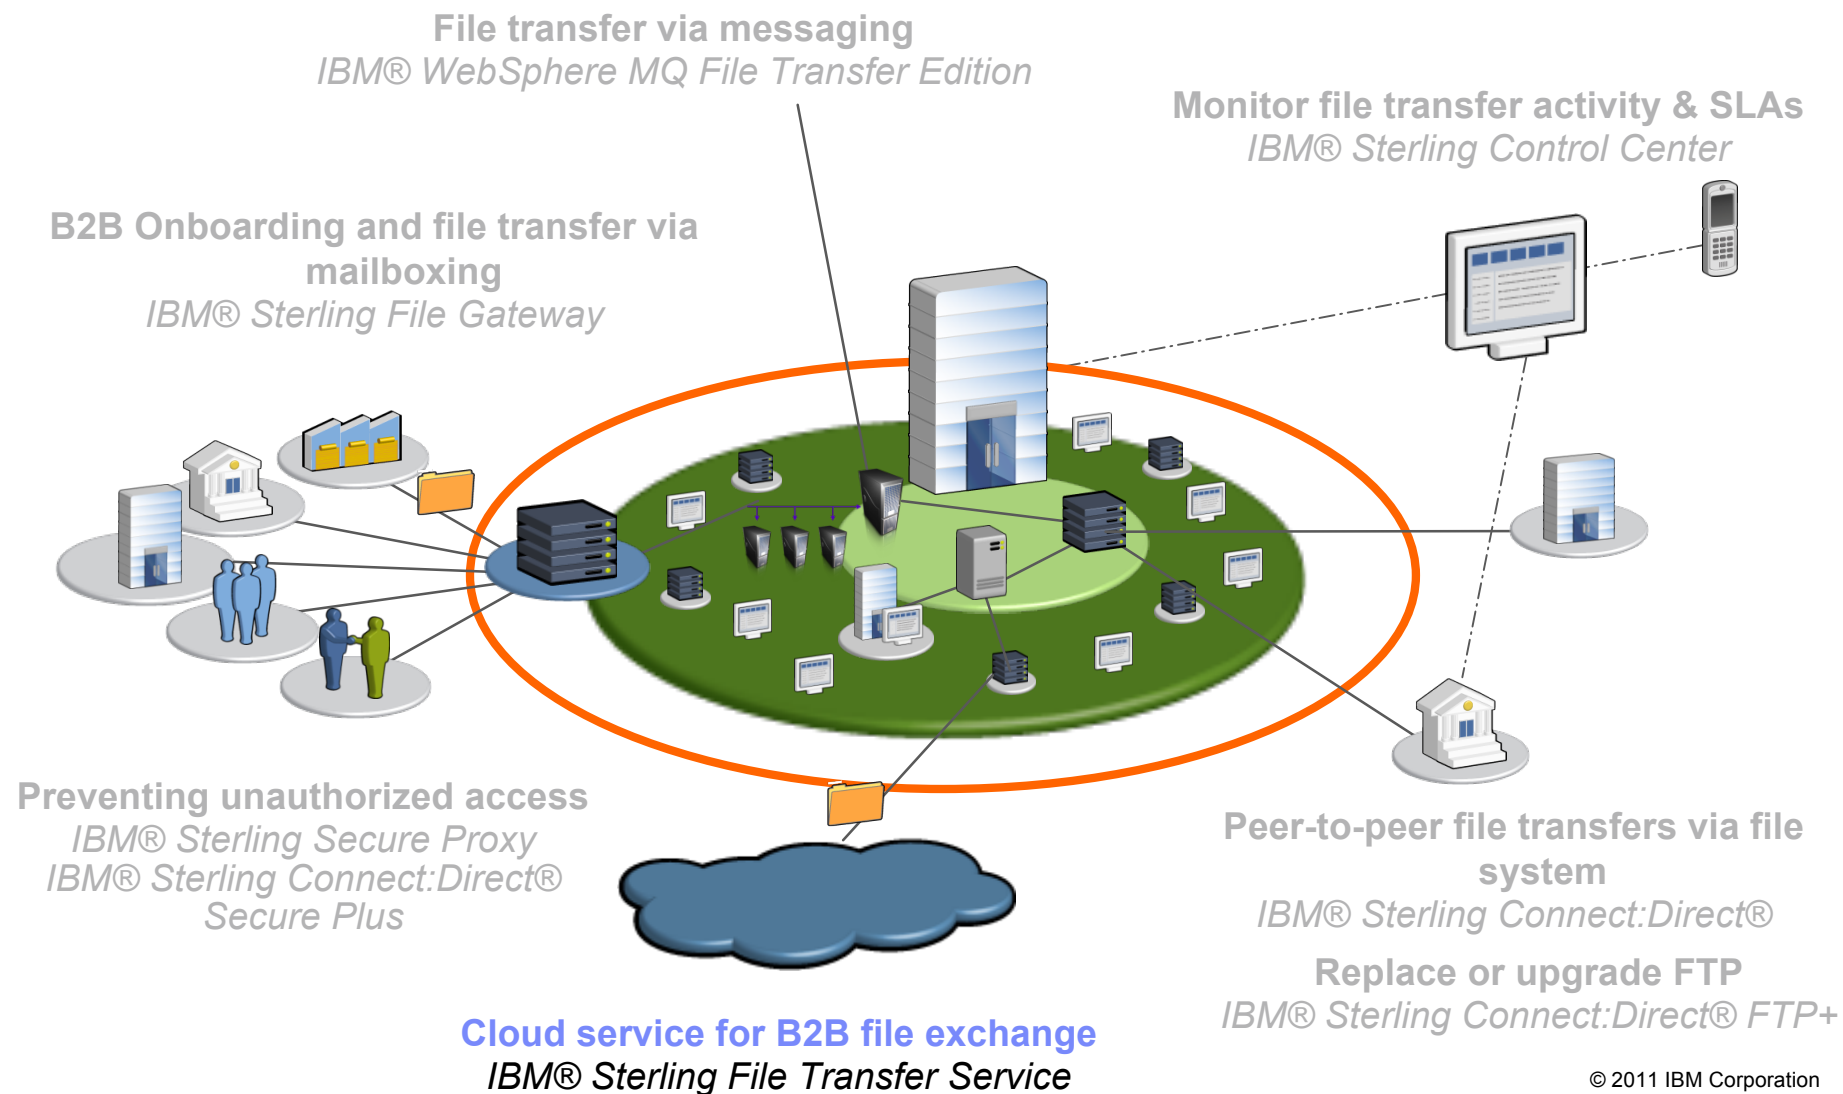 File transfer via messaging
IBM® WebSphere MQ File Transfer Edition
Monitor file transfer activity & SLAs
IBM® Sterling Control Center
B2B Onboarding and file transfer via
mailboxing
IBM® Sterling File Gateway
Preventing unauthorized access
IBM® Sterling Secure Proxy
IBM® Sterling Connect:Direct®
Secure Plus
Peer-to-peer file transfers via file
system
IBM® Sterling Connect:Direct®
Replace or upgrade FTP
IBM® Sterling Connect:Direct® FTP+
Cloud service for B2B file exchange
IBM® Sterling File Transfer Service
© 2011 IBM Corporation